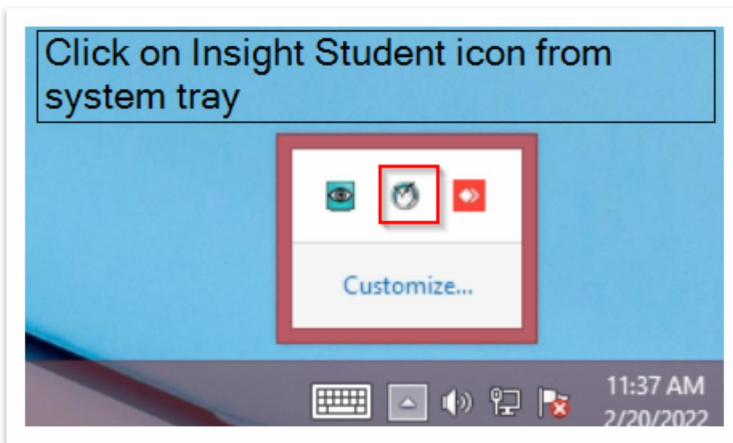 Click on Insight Student icon from
system tray
Customize...
11:37 AM
2/20/2022